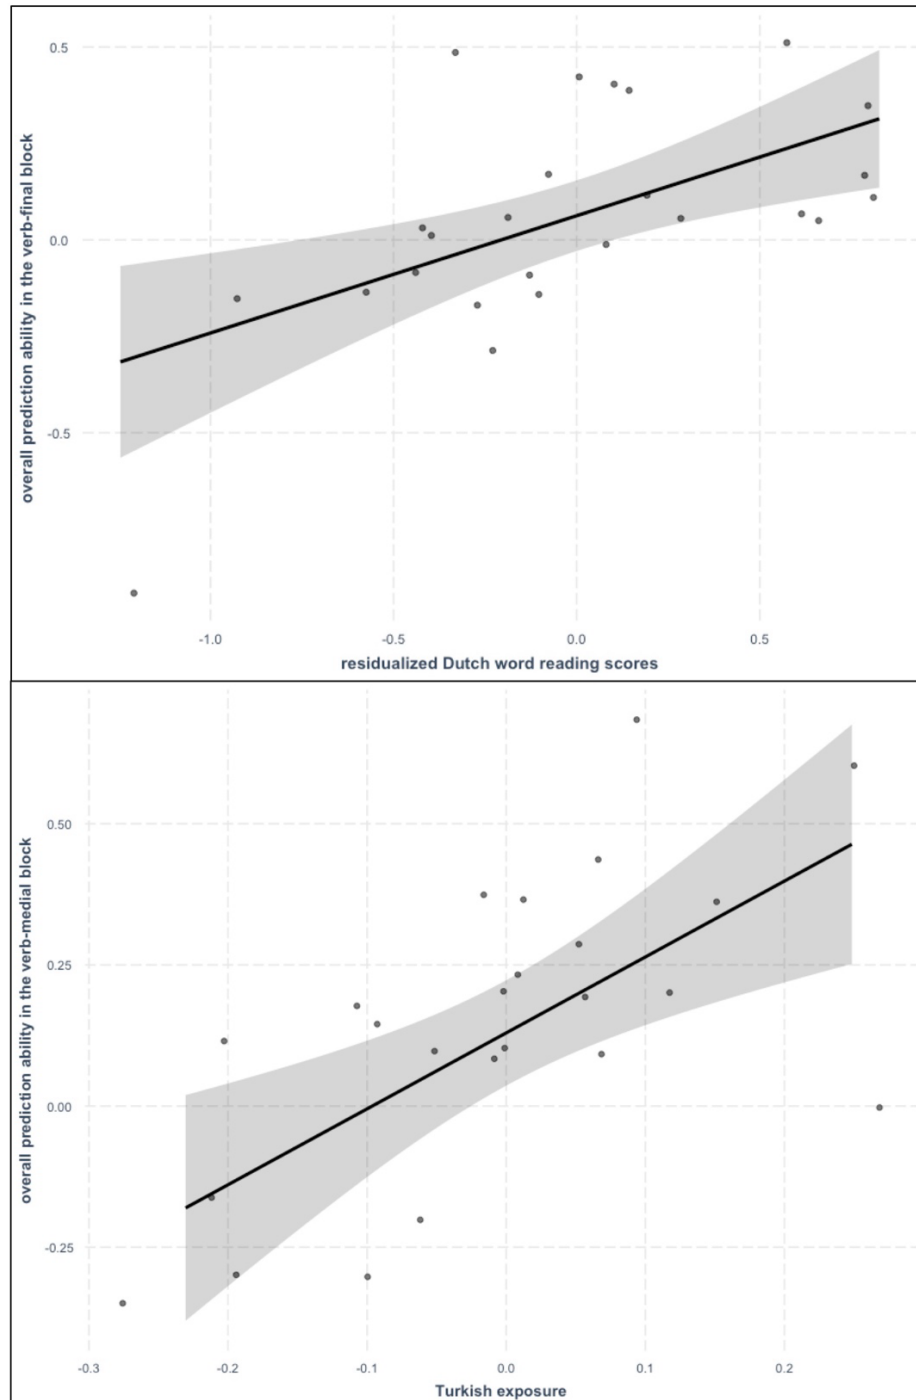 overall prediction ability in the verb-final block
0.5
0.0
-0.5
-1.0 -0.5 0.0 0.5
residualized Dutch word reading scores
overall prediction ability in the verb-medial block
0.50
0.25
0.00
-0.25
-0.3 -0.2 -0.1 0.0 0.1 0.2
Turkish exposure